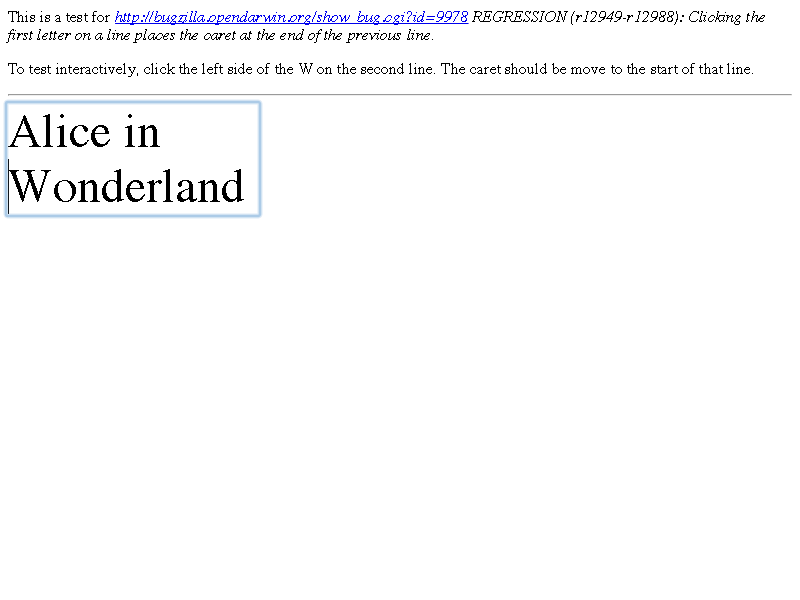 This is a test for http://bugzilla.opendarwin.org/show_bug.cgi?id=9978 REGRESSION (r12949-r12988): Clicking the
first letter on a line places the caret at the end of the previous line.
To test interactively, click the left side of the W on the second line. The caret should be move to the start of that line.
Alice in
Wonderland